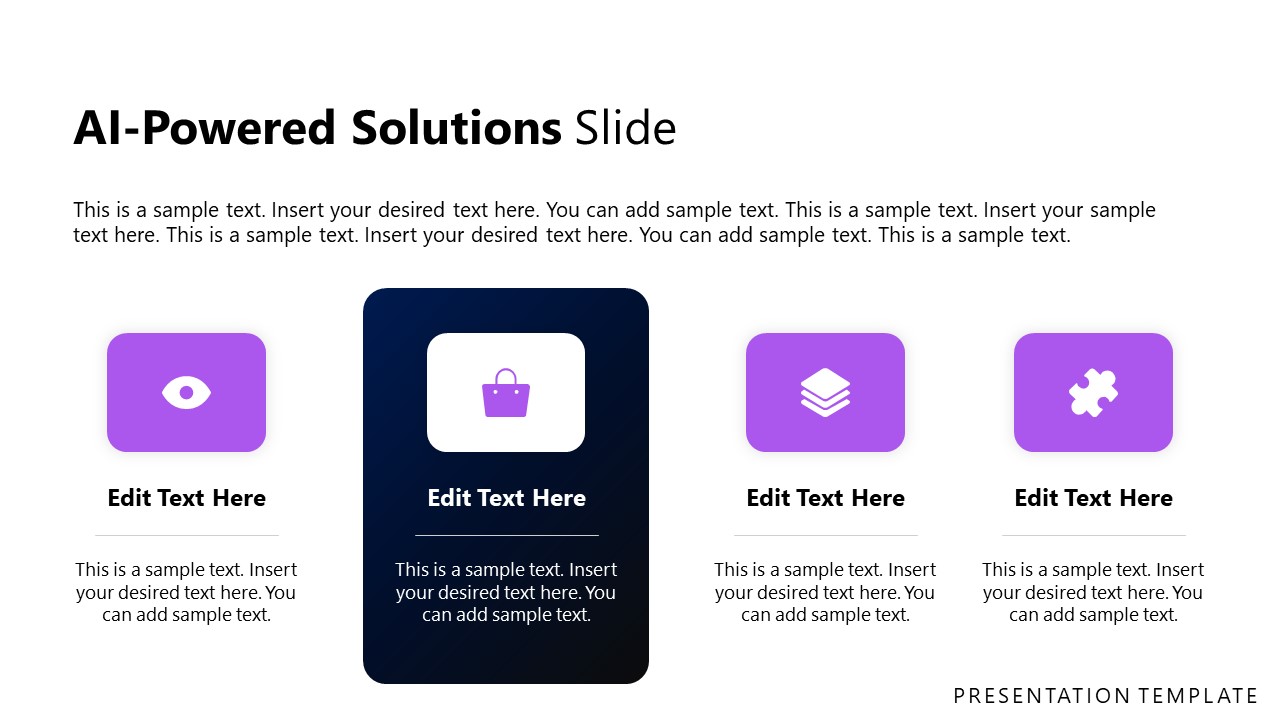 AI-Powered Solutions Slide
This is a sample text. Insert your desired text here. You can add sample text. This is a sample text. Insert your sample
text here. This is a sample text. Insert your desired text here. You can add sample text. This is a sample text.
Edit Text Here
This is a sample text. Insert
your desired text here. You
can add sample text.
Edit Text Here
This is a sample text. Insert
your desired text here. You
can add sample text.
Edit Text Here
This is a sample text. Insert
your desired text here. You
can add sample text.
Edit Text Here
This is a sample text. Insert
your desired text here. You
can add sample text.
PRESENTATION TEMPLATE